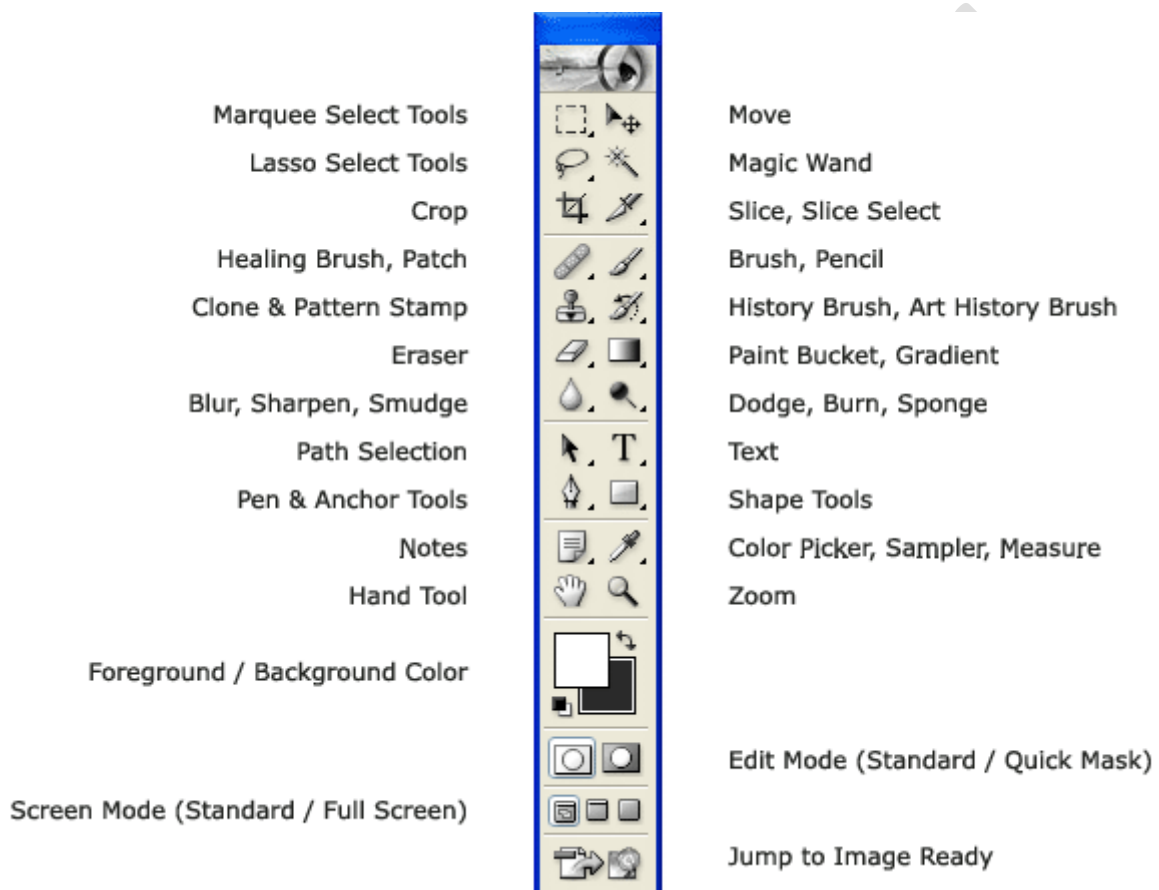 Marquee Select Tools
Move
Lasso Select Tools
Magic Wand
Crop
Slice, Slice Select
Healing Brush, Patch
Brush, Pencil
Clone & Pattern Stamp
History Brush, Art History Brush
Eraser
Paint Bucket, Gradient
Blur, Sharpen, Smudge
Dodge, Burn, Sponge
Path Selection
T
Text
Pen & Anchor Tools
Shape Tools
Notes
Color Picker, Sampler, Measure
Hand Tool
Zoom
Foreground / Background Color
Edit Mode (Standard / Quick Mask)
Screen Mode (Standard / Full Screen)
Jump to Image Ready